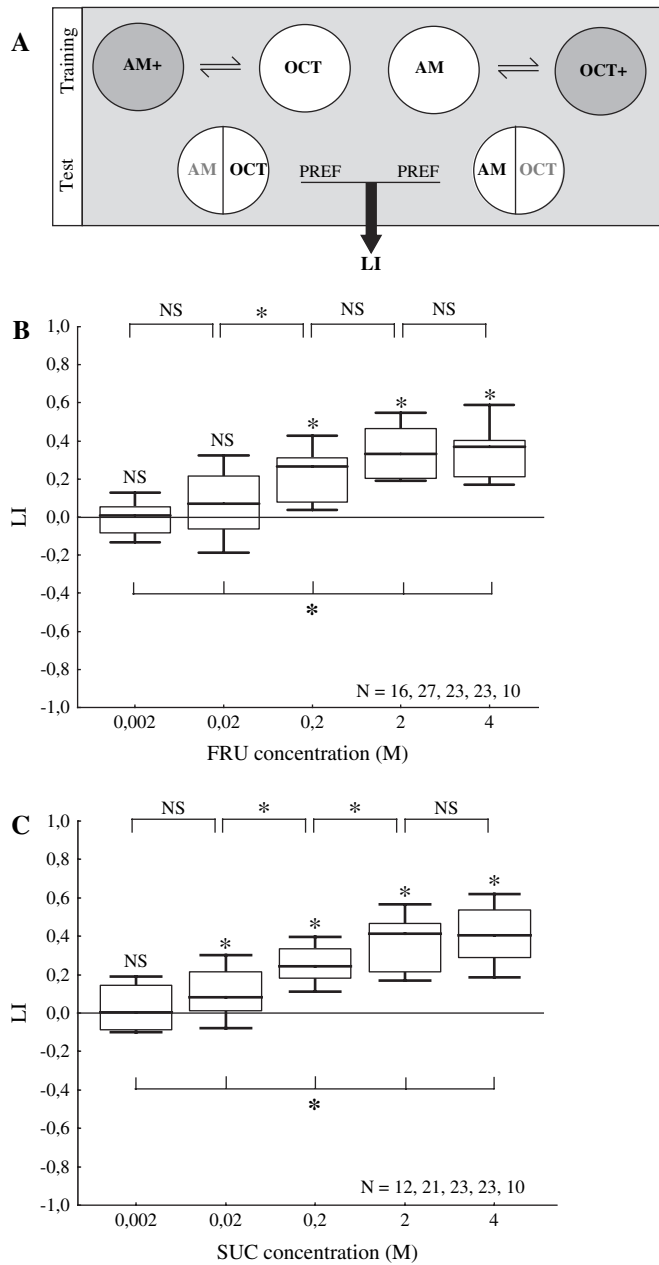 A
Training
AM+
OCT
AM
OCT+
Test
AM
OCT
PREF
PREF
AM
OCT
LI
B
NS
*
NS
NS
1,0
0,8
0,6
0,4
0,2
0,0
-0,2
-0,4
-0,6
-0,8
-1,0
LI
NS
NS
*
*
*
*
N = 16, 27, 23, 23, 10
0,002
0,02
0,2
2
4
FRU concentration (M)
C
NS
*
*
NS
1,0
0,8
0,6
0,4
0,2
0,0
-0,2
-0,4
-0,6
-0,8
-1,0
LI
NS
*
*
*
*
*
N = 12, 21, 23, 23, 10
0,002
0,02
0,2
2
4
SUC concentration (M)